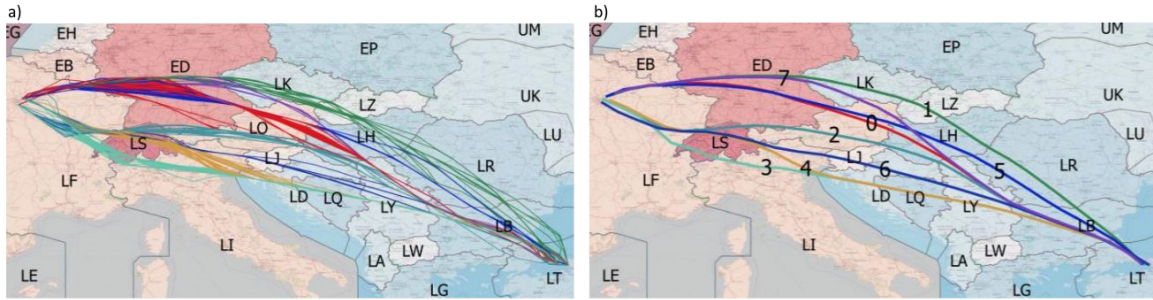 a)
EG
EH
UM
EP
EB
ED
LK
UK
LZ
LU
LO
LH
LS
LJ
LR
LF
LD
LQ
LY
LB
LI
LW
LA
LE
LT
LG
b)
EG
EH
UM
EP
EB
ED
7
LK
UK
1
LZ
0
LU
2
LH
LS
LJ
LR
3
4
6
5
LF
LD
LQ
LY
LB
LI
LW
LA
LE
LT
LG